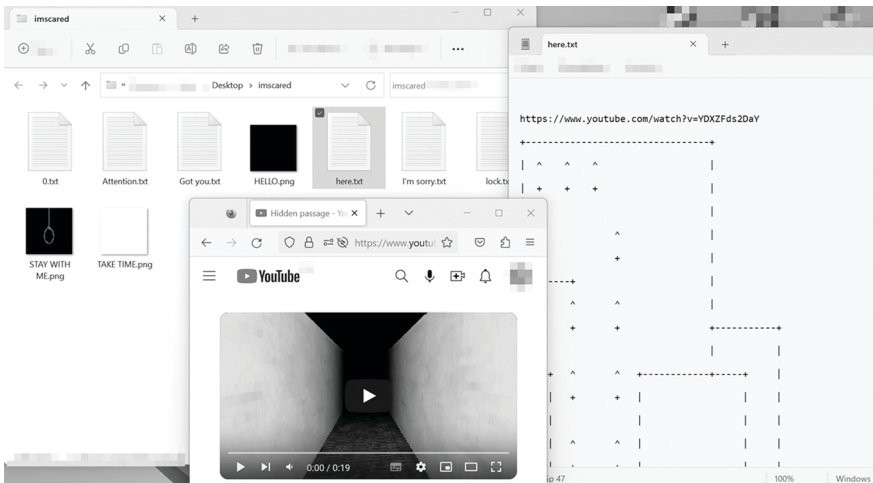 imscared
Desktop > imscared
imscared
0.txt
Attention.txt
Got you.txt
HELLO.png
here.txt
I'm sorry.txt
STAY WITH
ME.png
TAKE TIME.png
Hidden passage
https://www.youtu
YouTube
0:00 / 0:19
here.txt
https://www.youtube.com/watch?v=YDXZFds2DaY
47
100%
Windows